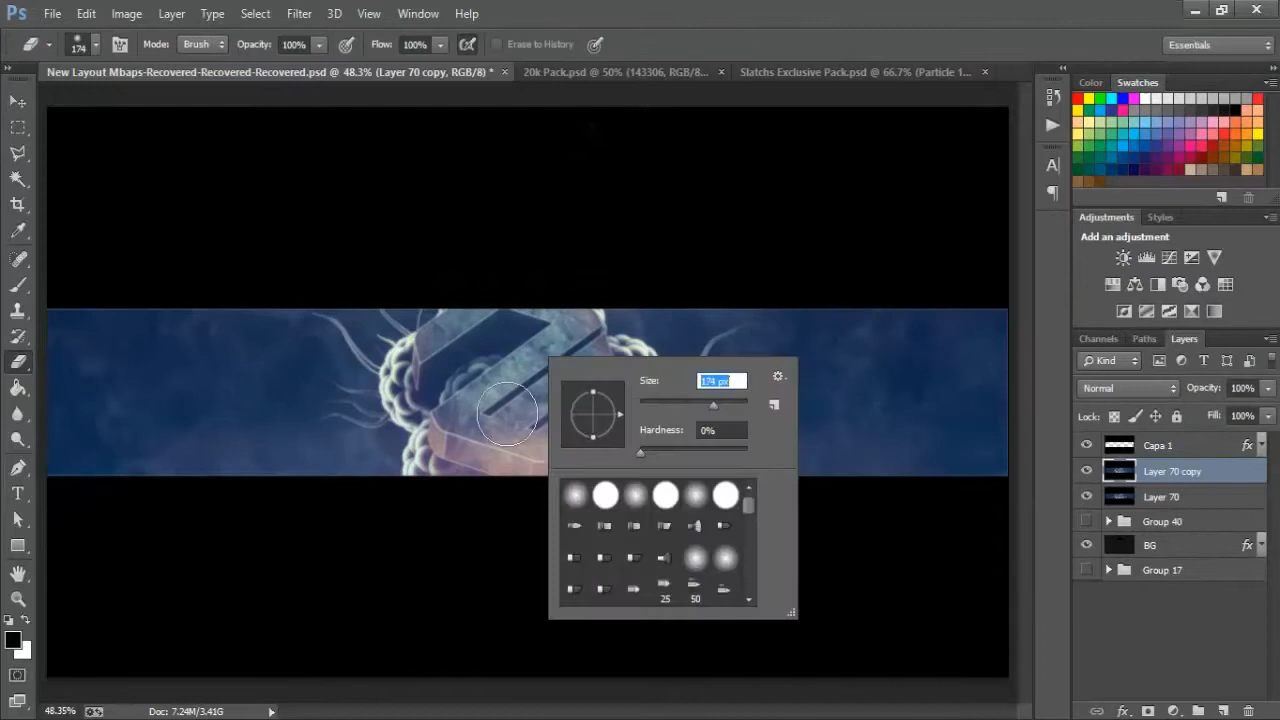 Ps File Edit Image Layer Type Select Filter 3D View Window Help
174 Mode: Brush Opacity: 100% Flow: 100% Erase to History Essentials
New Layout Mbaps-Recovered-Recovered-Recovered.psd @ 48.3% (Layer 70 copy, RGB/8) * × 20k Pack.psd @ 50% (143306, RGB/8... × Slatchs Exclusive Pack.psd @ 66.7% (Particle 1... ×
Color Swatches
Adjustments Styles
Add an adjustment
Channels Paths Layers
Kind
Normal Opacity: 100%
Lock: Fill: 100%
Capa 1 fx
Layer 70 copy
Layer 70
Group 40
BG fx
Group 17
Size: 174 px
Hardness: 0%
25 50
48.35% Doc: 7.24M/3.41G